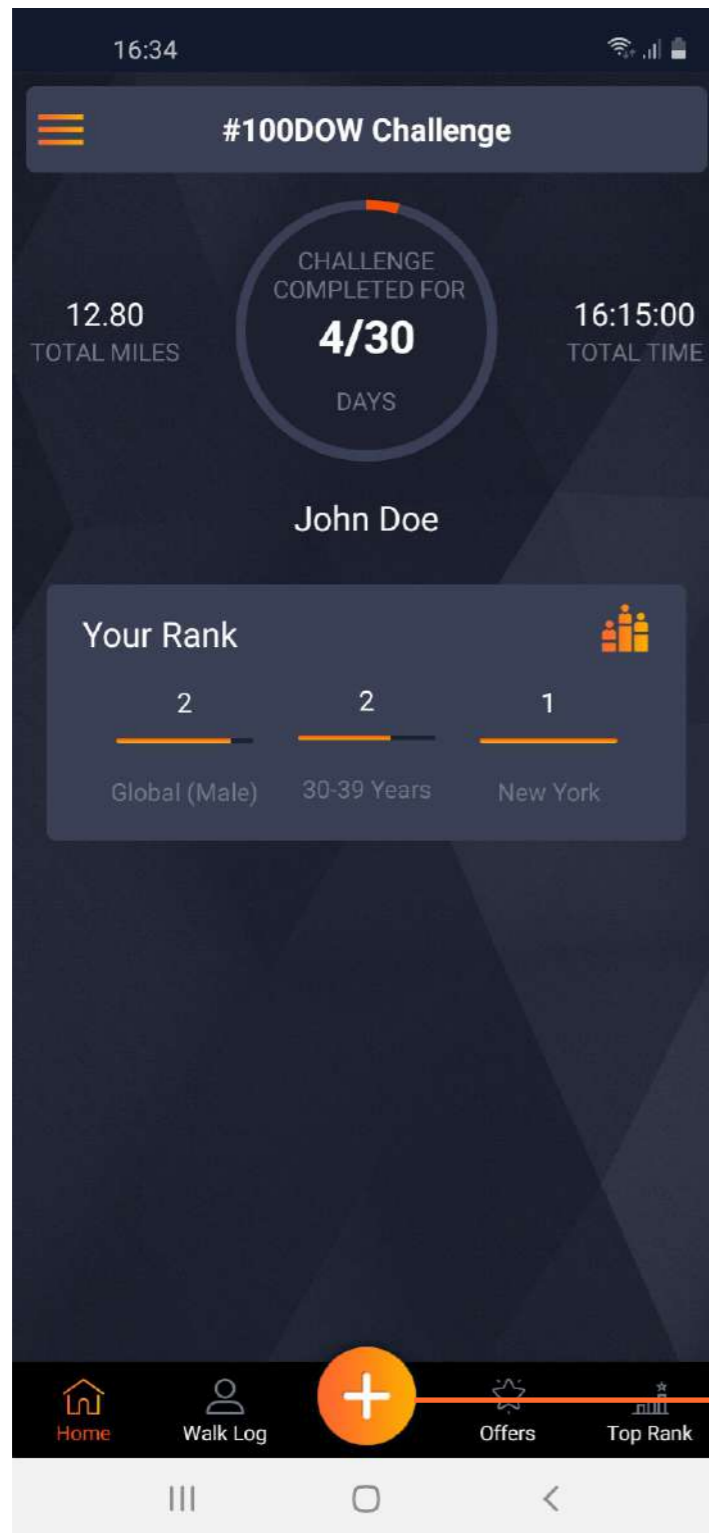 16:34
#100DOW Challenge
CHALLENGE
COMPLETED FOR
4/30
DAYS
12.80
TOTAL MILES
16:15:00
TOTAL TIME
John Doe
Your Rank
2
2
1
Global (Male)
30-39 Years
New York
Home
Walk Log
Offers
Top Rank